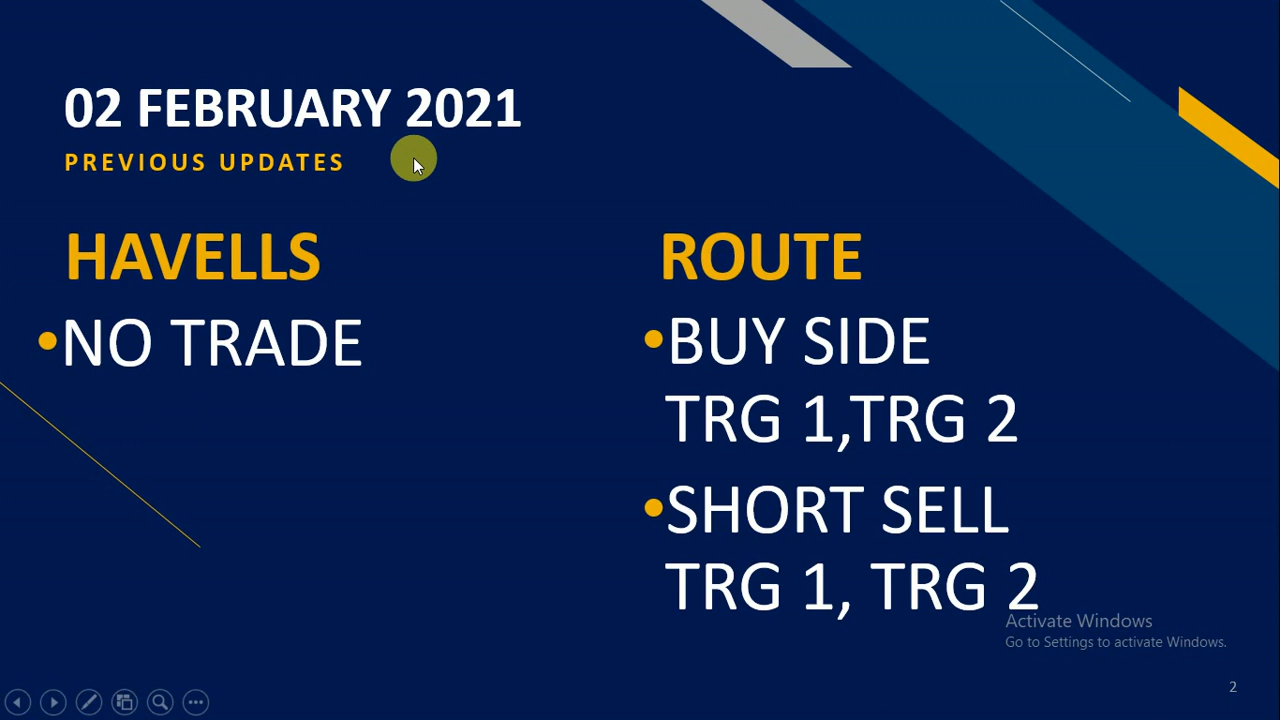 02 FEBRUARY 2021
PREVIOUS UPDATES
HAVELLS
•NO TRADE
ROUTE
•BUY SIDE
TRG 1,TRG 2
•SHORT SELL
TRG 1, TRG 2
Activate Windows
Go to Settings to activate Windows.
2